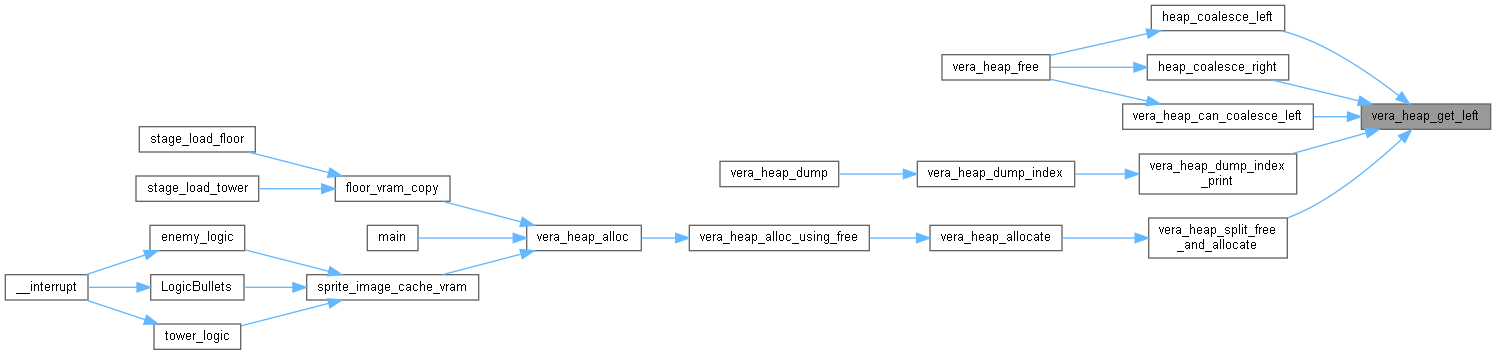 heap_coalesce_left
vera_heap_free
heap_coalesce_right
vera_heap_can_coalesce_left
vera_heap_get_left
stage_load_floor
vera_heap_dump
vera_heap_dump_index
vera_heap_dump_index
_print
stage_load_tower
floor_vram_copy
enemy_logic
main
vera_heap_alloc
vera_heap_alloc_using_free
vera_heap_allocate
vera_heap_split_free
_and_allocate
__interrupt
LogicBullets
sprite_image_cache_vram
tower_logic